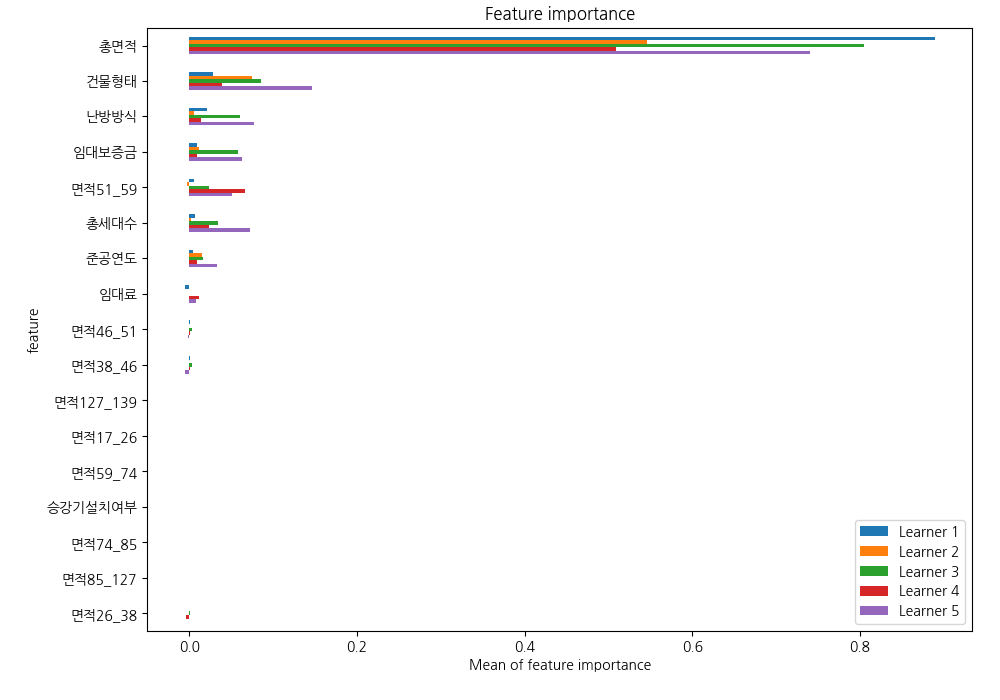 Feature importance
총면적
건물형태
난방방식
임대보증금
면적51_59
총세대수
준공연도
임대료
면적46_51
면적38_46
면적127_139
면적17_26
면적59_74
승강기설치여부
면적74_85
면적85_127
면적26_38
feature
Learner 1
Learner 2
Learner 3
Learner 4
Learner 5
0.0 0.2 0.4 0.6 0.8
Mean of feature importance